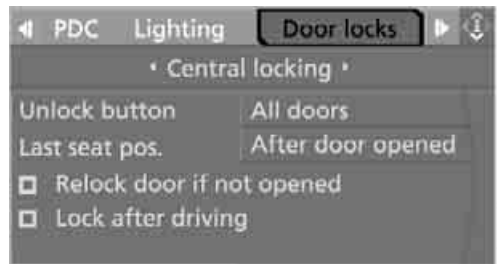 PDC Lighting Door locks
Central locking
Unlock button All doors
Last seat pos. After door opened
Relock door if not opened
Lock after driving